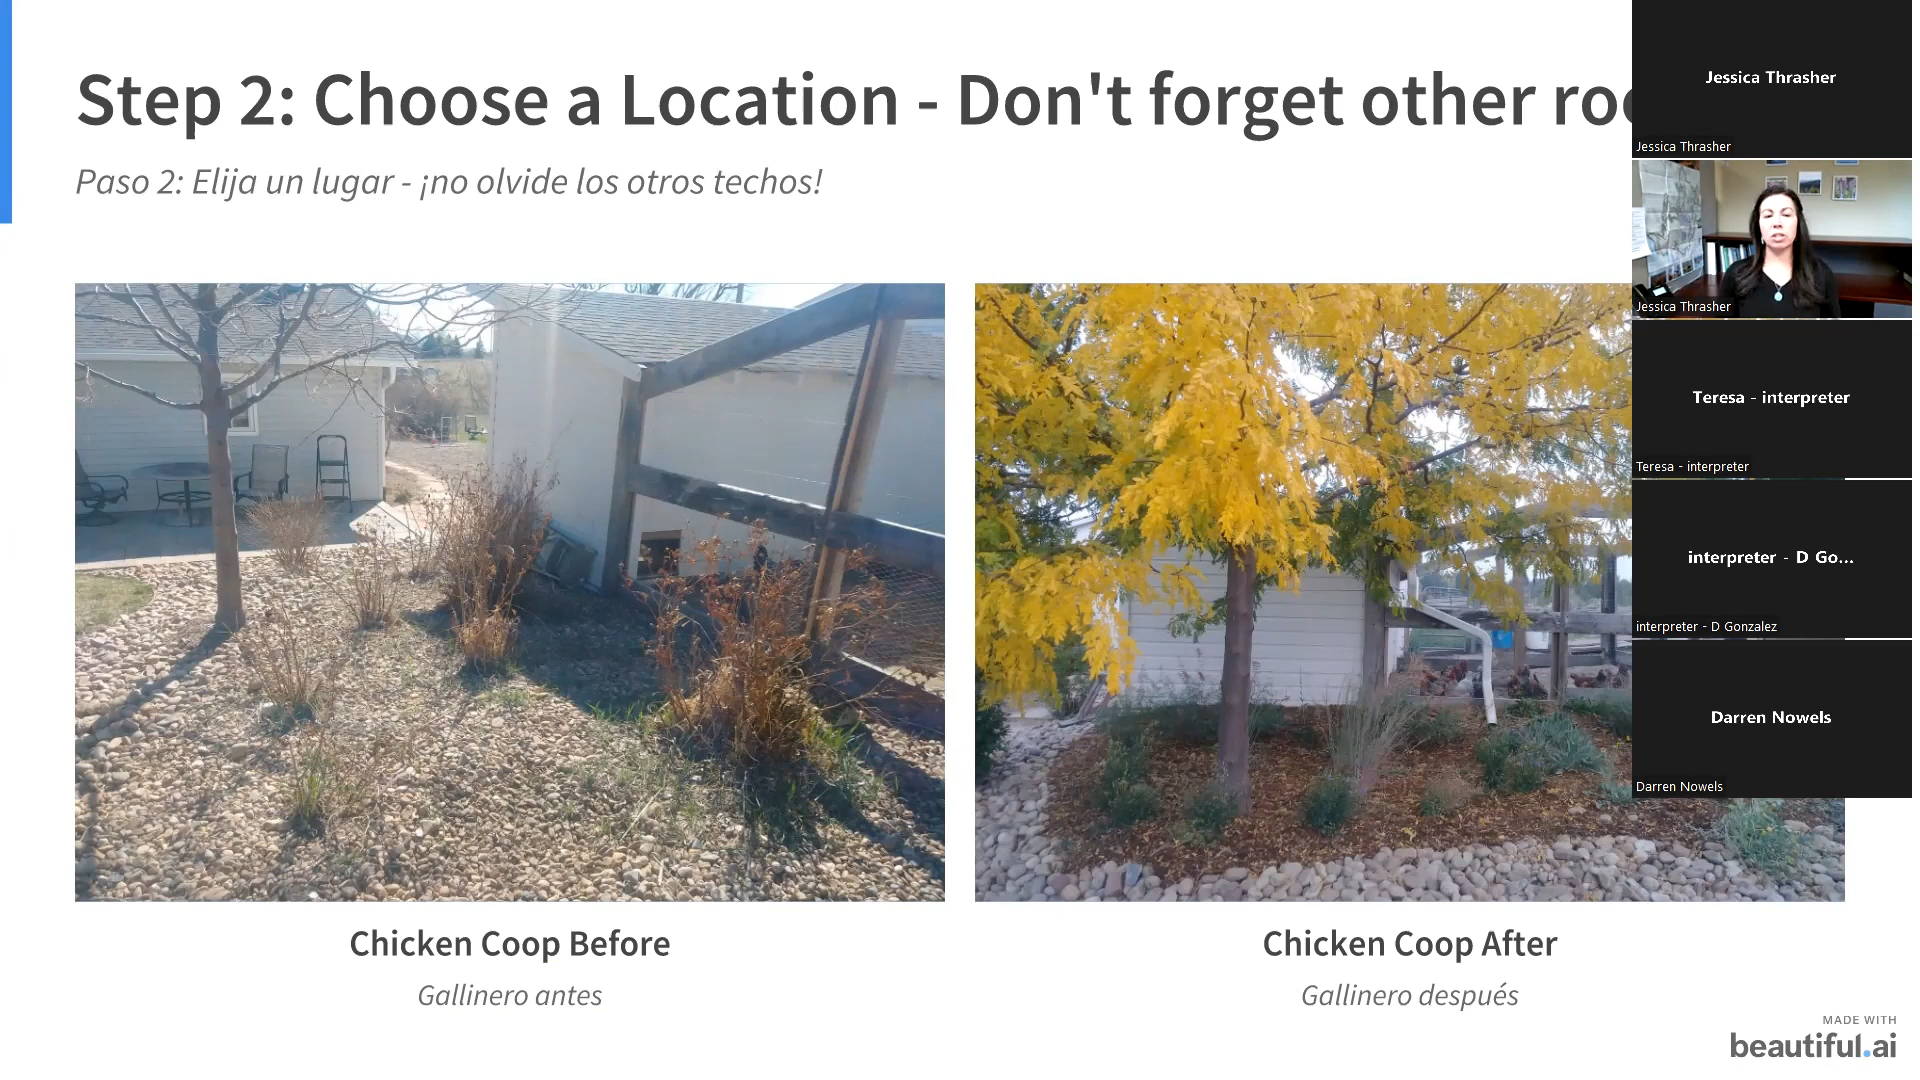 Step 2: Choose a Location - Don't forget other
Paso 2: Elija un lugar - ¡no olvide los otros techos!
Jessica Thrasher
Jessica Thrasher
Jessica Thrasher
Teresa - interpreter
Teresa - interpreter
interpreter - D Go...
interpreter - D Gonzalez
Darren Nowels
Darren Nowels
Chicken Coop Before
Gallinero antes
Chicken Coop After
Gallinero después
MADE WITH
beautiful.ai